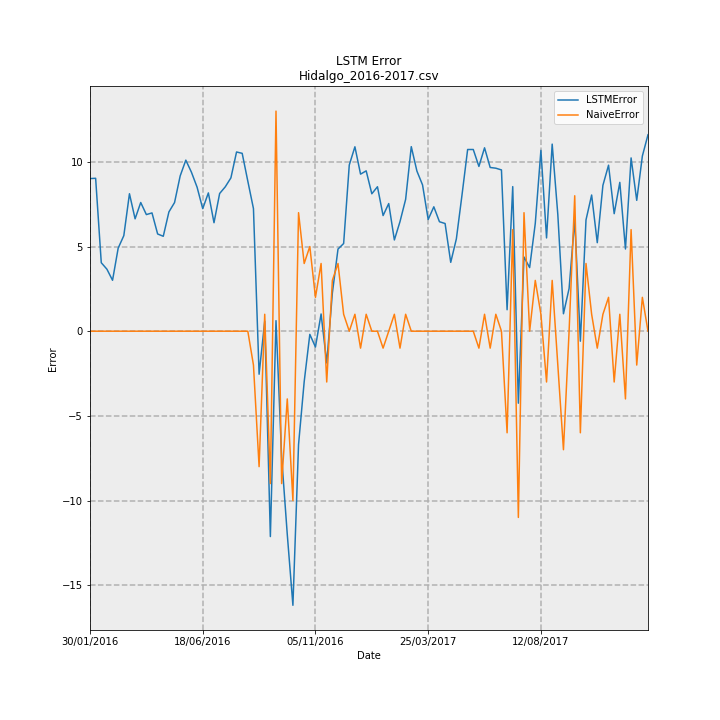 LSTM Error
Hidalgo_2016-2017.csv
LSTMError
NaiveError
10
5
0
−5
−10
−15
Error
30/01/2016
18/06/2016
05/11/2016
25/03/2017
12/08/2017
Date